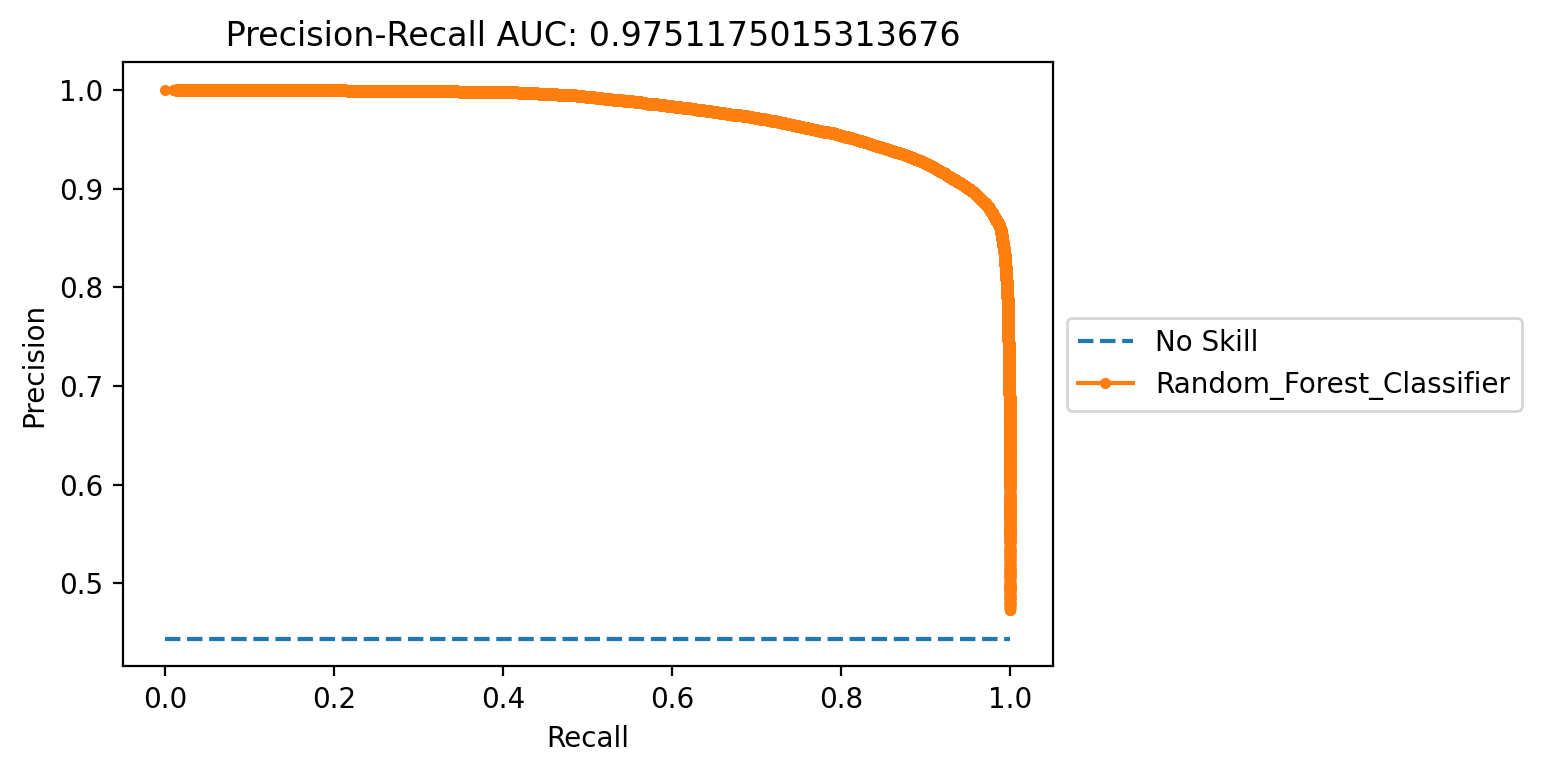 Precision-Recall AUC: 0.9751175015313676
1.0
0.9
0.8
0.7
0.6
0.5
Precision
0.0 0.2 0.4 0.6 0.8 1.0
Recall
No Skill
Random_Forest_Classifier